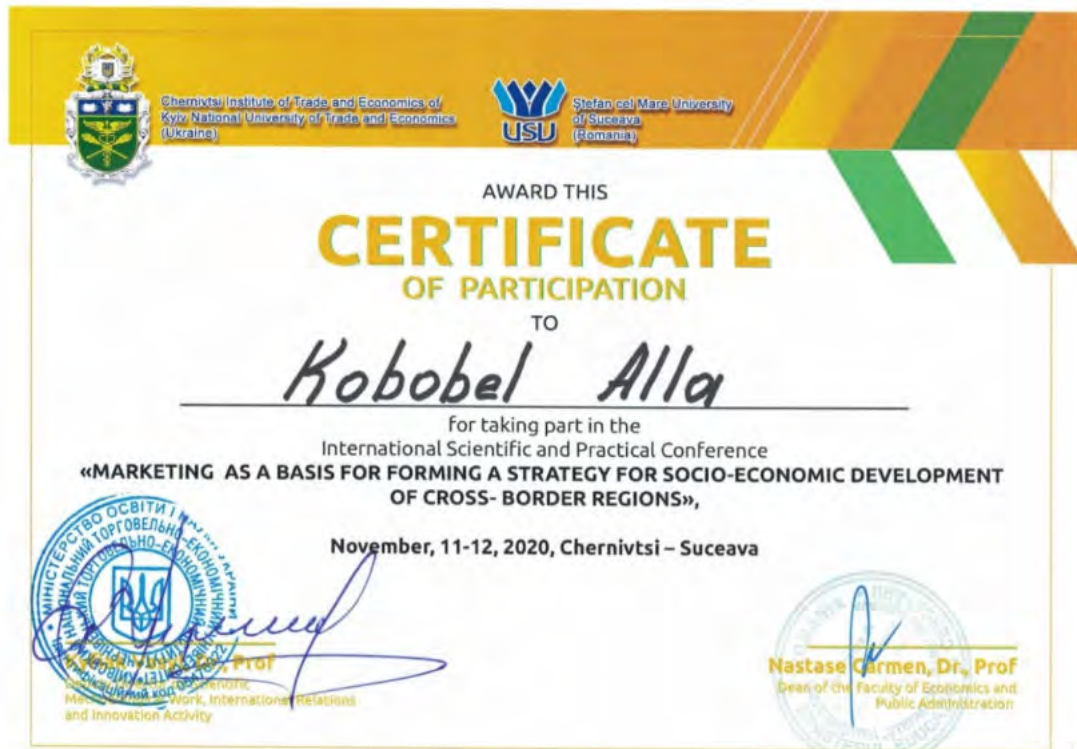 Chernivtsi Institute of Trade and Economics of
Kyiv National University of Trade and Economics
(Ukraine)
USU
Ştefan cel Mare University
of Suceava
(Romania)
AWARD THIS
CERTIFICATE
OF PARTICIPATION
TO
Kobobel Alla
for taking part in the
International Scientific and Practical Conference
«MARKETING AS A BASIS FOR FORMING A STRATEGY FOR SOCIO-ECONOMIC DEVELOPMENT
OF CROSS- BORDER REGIONS»,
November, 11-12, 2020, Chernivtsi – Suceava
МІНІСТЕРСТВО ОСВІТИ І
Prof
Work, International Relations
and Innovation Activity
Nastase Carmen, Dr., Prof
Dean of the Faculty of Economics and
Public Administration